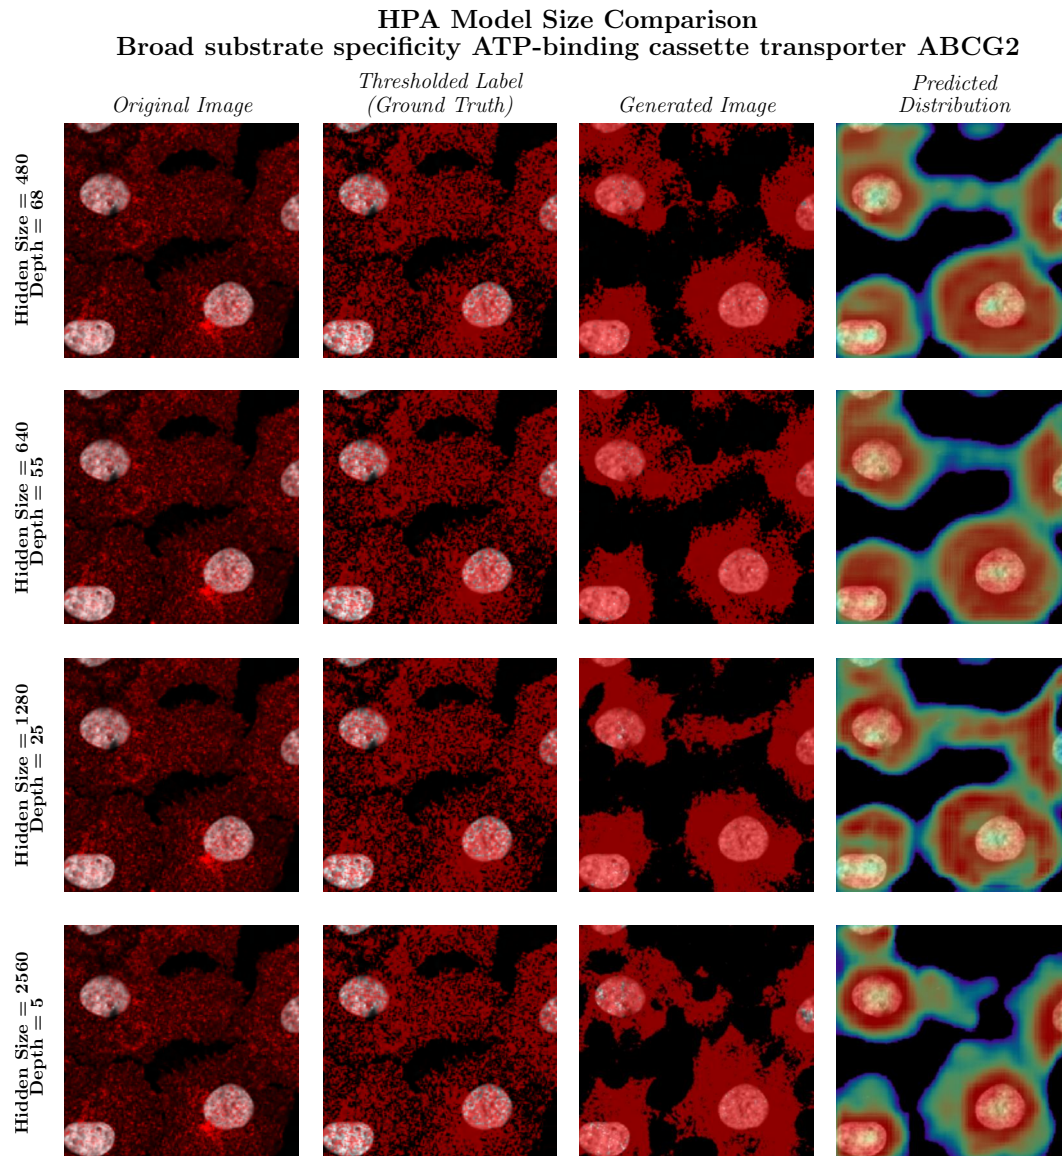 HPA Model Size Comparison
Broad substrate specificity ATP-binding cassette transporter ABCG2
Original Image
Thresholded Label
(Ground Truth)
Generated Image
Predicted
Distribution
Hidden Size = 480
Depth = 68
Hidden Size = 640
Depth = 55
Hidden Size = 1280
Depth = 25
Hidden Size = 2560
Depth = 5